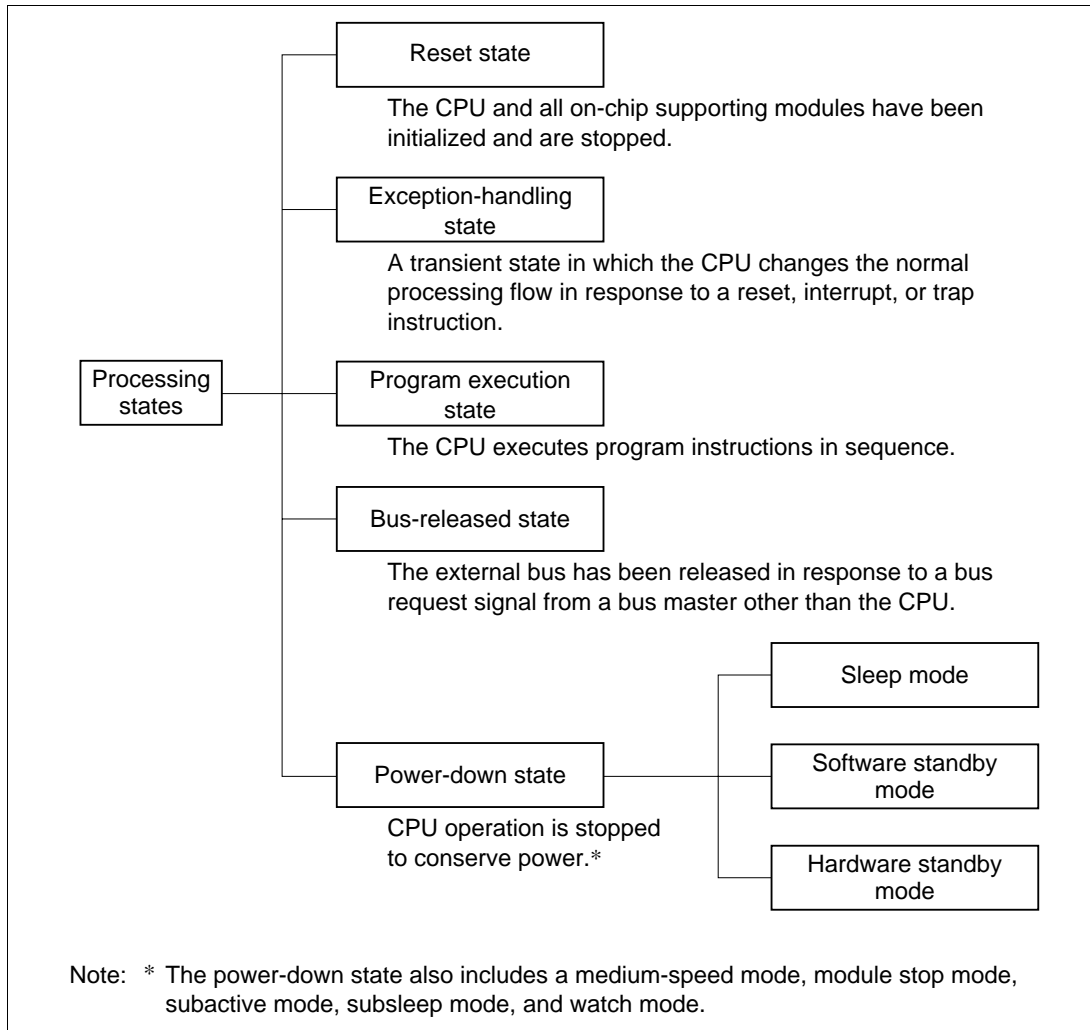 Reset state
The CPU and all on-chip supporting modules have been
initialized and are stopped.
Exception-handling
state
A transient state in which the CPU changes the normal
processing flow in response to a reset, interrupt, or trap
instruction.
Processing
states
Program execution
state
The CPU executes program instructions in sequence.
Bus-released state
The external bus has been released in response to a bus
request signal from a bus master other than the CPU.
Power-down state
CPU operation is stopped
to conserve power.*
Sleep mode
Software standby
mode
Hardware standby
mode
Note: * The power-down state also includes a medium-speed mode, module stop mode,
subactive mode, subsleep mode, and watch mode.